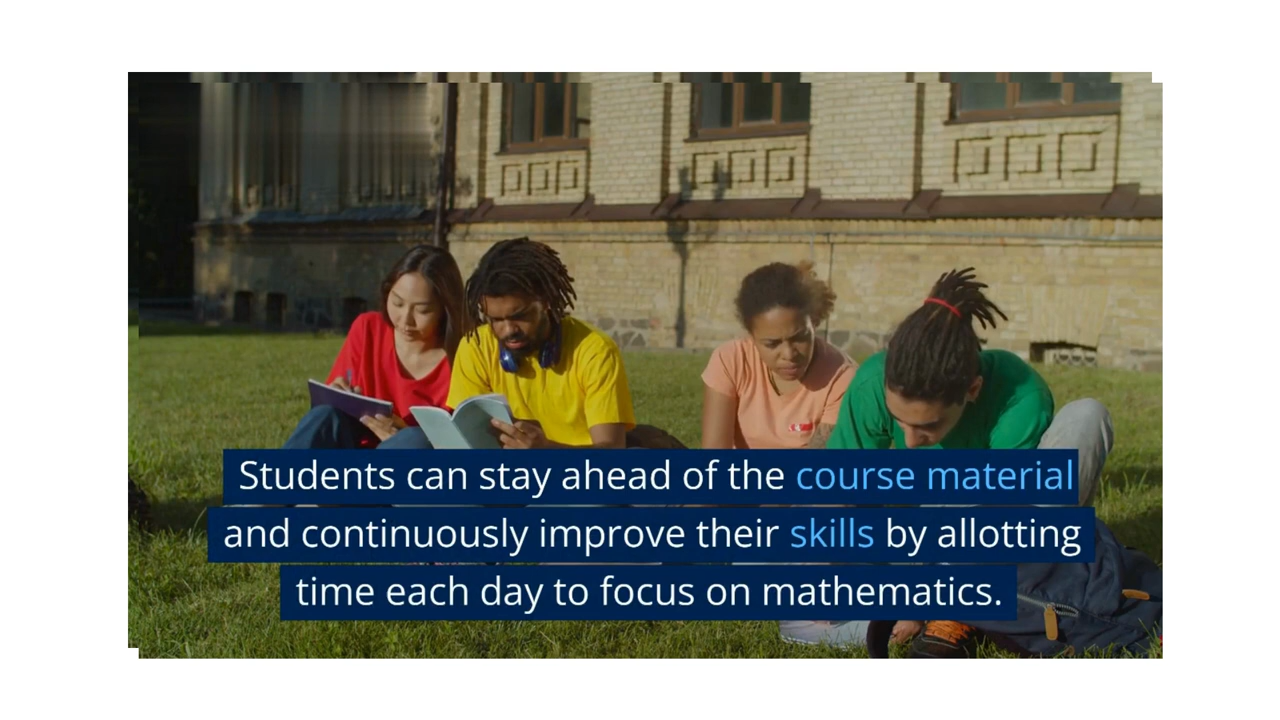 Students can stay ahead of the course material
and continuously improve their skills by allotting
time each day to focus on mathematics.